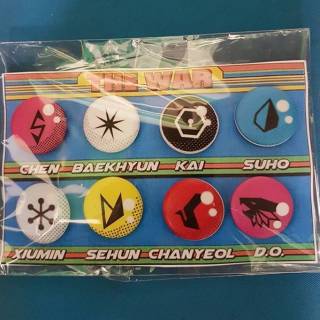 THE WAR
CHEN BAEKHYUN KAI SUHO
XIUMIN SEHUN CHANYEOL D.O.